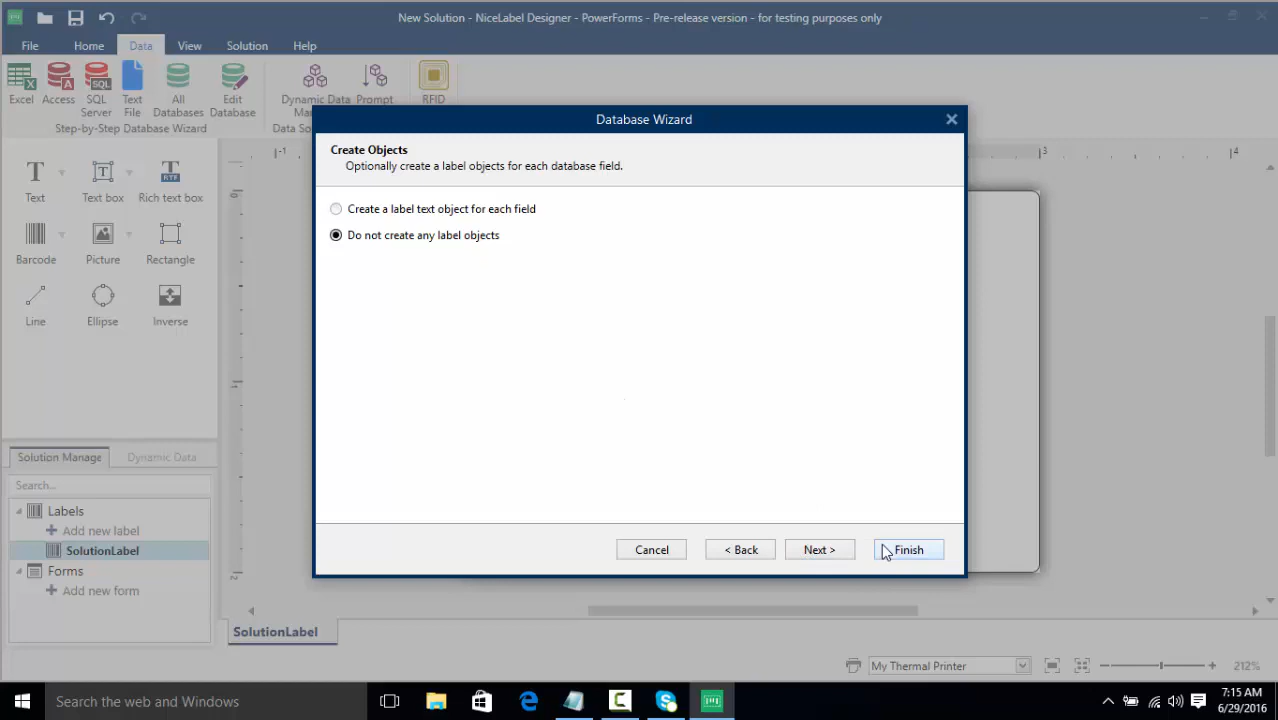 New Solution - NiceLabel Designer - PowerForms - Pre-release version - for testing purposes only
File Home Data View Solution Help
Excel Access SQL Server Text File All Databases Edit Database Dynamic Data Prompt RFID
Step-by-Step Database Wizard
Database Wizard
Create Objects
Optionally create a label objects for each database field.
Create a label text object for each field
Do not create any label objects
Cancel < Back Next > Finish
Text Text box Rich text box
RTF
Barcode Picture Rectangle
Line Ellipse Inverse
Solution Manage Dynamic Data
Search...
Labels
Add new label
SolutionLabel
Forms
Add new form
SolutionLabel
My Thermal Printer 212%
Search the web and Windows
7:15 AM
6/29/2016